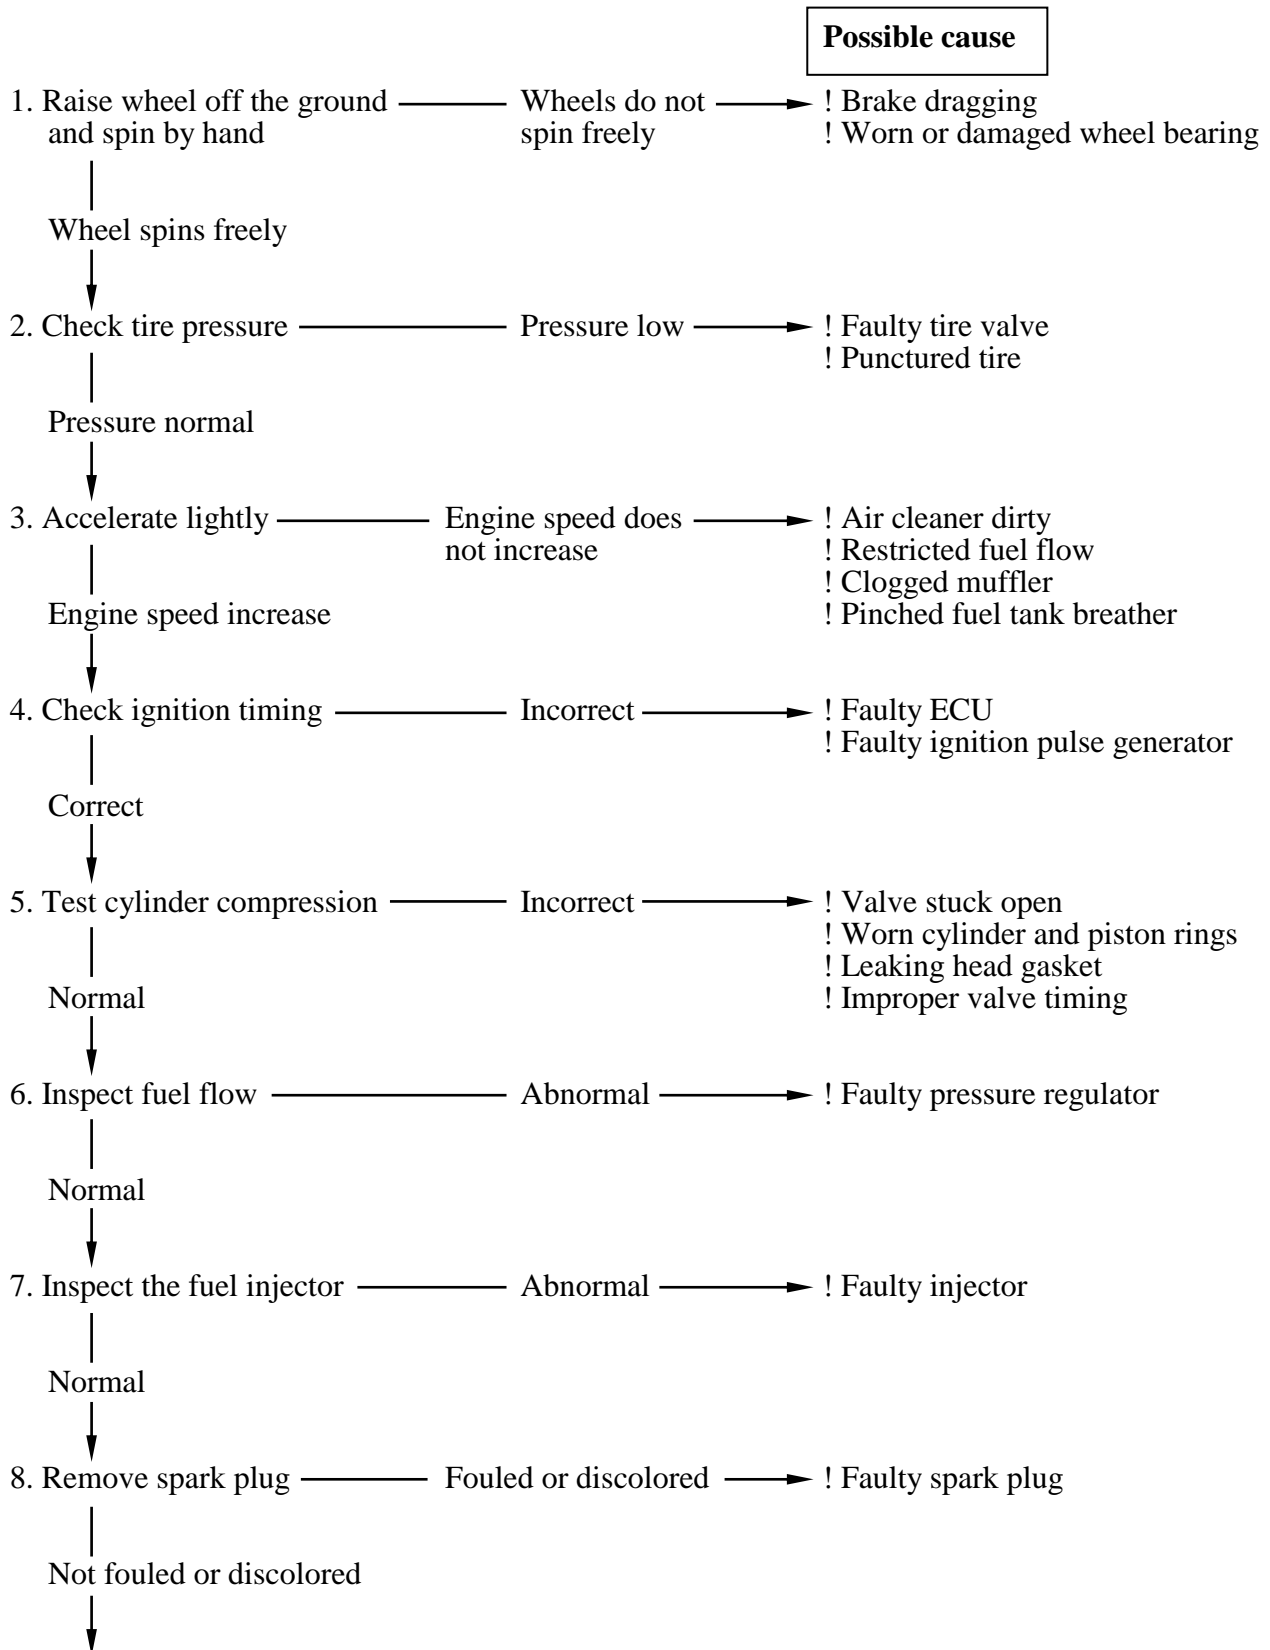 Possible cause
1. Raise wheel off the ground Wheels do not ! Brake dragging
and spin by hand spin freely ! Worn or damaged wheel bearing
Wheel spins freely
2. Check tire pressure Pressure low ! Faulty tire valve
! Punctured tire
Pressure normal
3. Accelerate lightly Engine speed does ! Air cleaner dirty
not increase ! Restricted fuel flow
! Clogged muffler
Engine speed increase ! Pinched fuel tank breather
4. Check ignition timing Incorrect ! Faulty ECU
! Faulty ignition pulse generator
Correct
5. Test cylinder compression Incorrect ! Valve stuck open
! Worn cylinder and piston rings
! Leaking head gasket
Normal ! Improper valve timing
6. Inspect fuel flow Abnormal ! Faulty pressure regulator
Normal
7. Inspect the fuel injector Abnormal ! Faulty injector
Normal
8. Remove spark plug Fouled or discolored ! Faulty spark plug
Not fouled or discolored